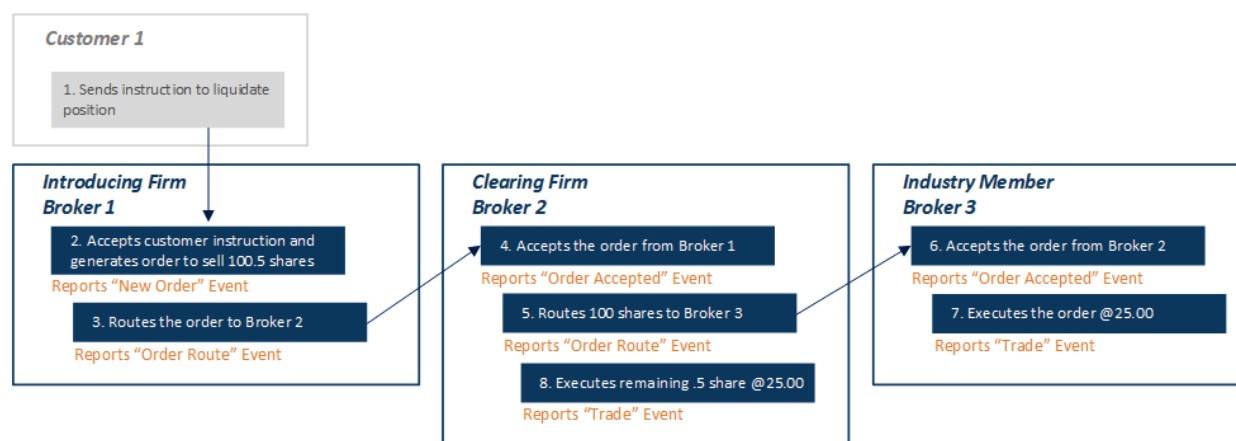 Customer 1
1. Sends instruction to liquidate
position
Introducing Firm
Broker 1
2. Accepts customer instruction and
generates order to sell 100.5 shares
Reports “New Order” Event
3. Routes the order to Broker 2
Reports “Order Route” Event
Clearing Firm
Broker 2
4. Accepts the order from Broker 1
Reports “Order Accepted” Event
5. Routes 100 shares to Broker 3
Reports “Order Route” Event
8. Executes remaining .5 share @25.00
Reports “Trade” Event
Industry Member
Broker 3
6. Accepts the order from Broker 2
Reports “Order Accepted” Event
7. Executes the order @25.00
Reports “Trade” Event